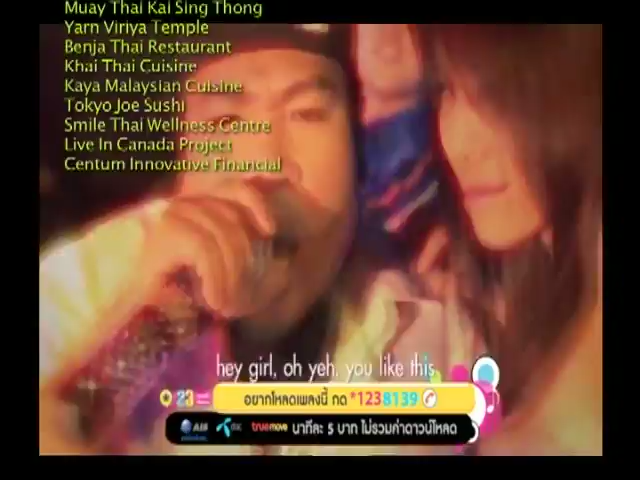 Muay Thai Kai Sing Thong
Yarn Viriya Temple
Benja Thai Restaurant
Khai Thai Cuisine
Kaya Malaysian Cuisine
Tokyo Joe Sushi
Smile Thai Wellness Centre
Live In Canada Project
Centum Innovative Financial
hey girl, oh yeh. you like this
อยากโหลดเพลงนี้ กด *1238139
AIS truemove นาทีละ 5 บาท ไม่รวมค่าดาวน์โหลด